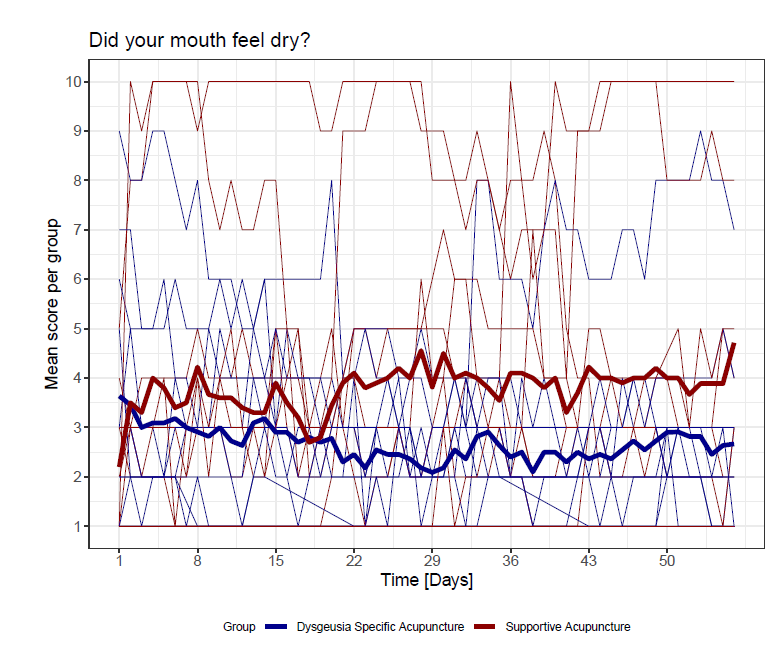 Did your mouth feel dry?
Mean score per group
10
9
8
7
6
5
4
3
2
1
1 8 15 22 29 36 43 50
Time [Days]
Group Dysgeusia Specific Acupuncture Supportive Acupuncture